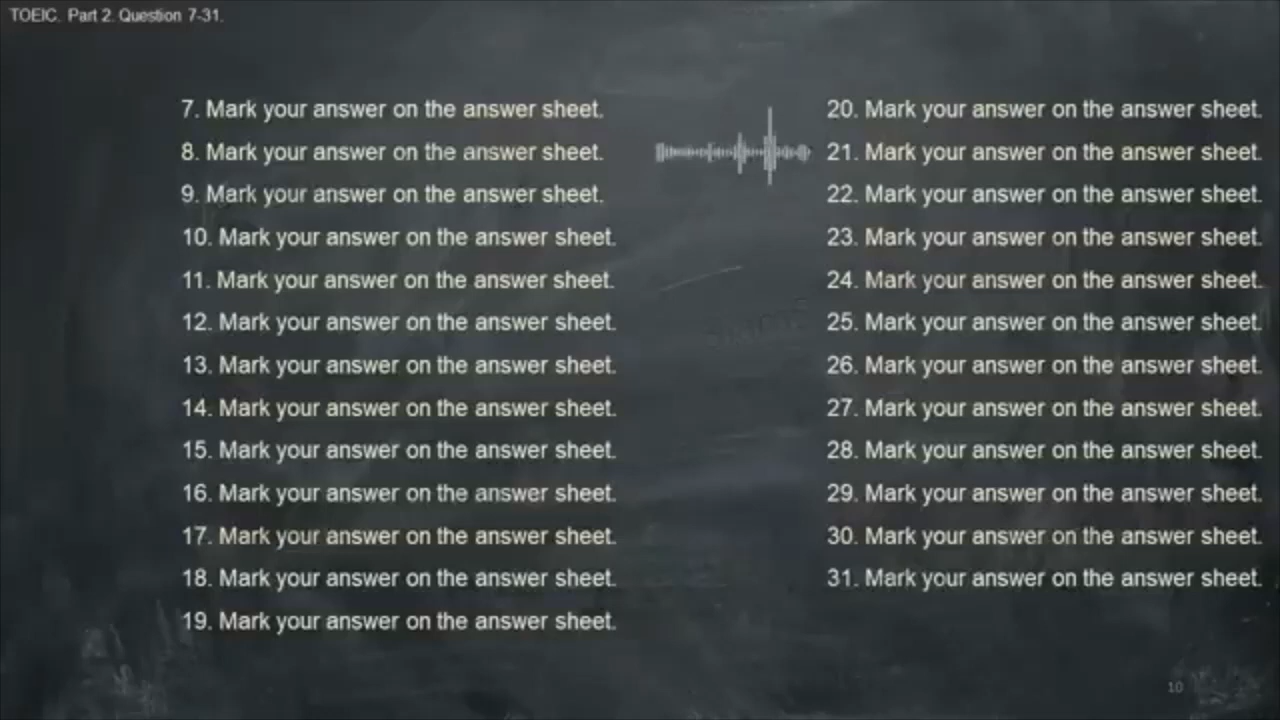 TOEIC. Part 2. Question 7-31.
7. Mark your answer on the answer sheet.
8. Mark your answer on the answer sheet.
9. Mark your answer on the answer sheet.
10. Mark your answer on the answer sheet.
11. Mark your answer on the answer sheet.
12. Mark your answer on the answer sheet.
13. Mark your answer on the answer sheet.
14. Mark your answer on the answer sheet.
15. Mark your answer on the answer sheet.
16. Mark your answer on the answer sheet.
17. Mark your answer on the answer sheet.
18. Mark your answer on the answer sheet.
19. Mark your answer on the answer sheet.
20. Mark your answer on the answer sheet.
21. Mark your answer on the answer sheet.
22. Mark your answer on the answer sheet.
23. Mark your answer on the answer sheet.
24. Mark your answer on the answer sheet.
25. Mark your answer on the answer sheet.
26. Mark your answer on the answer sheet.
27. Mark your answer on the answer sheet.
28. Mark your answer on the answer sheet.
29. Mark your answer on the answer sheet.
30. Mark your answer on the answer sheet.
31. Mark your answer on the answer sheet.
10